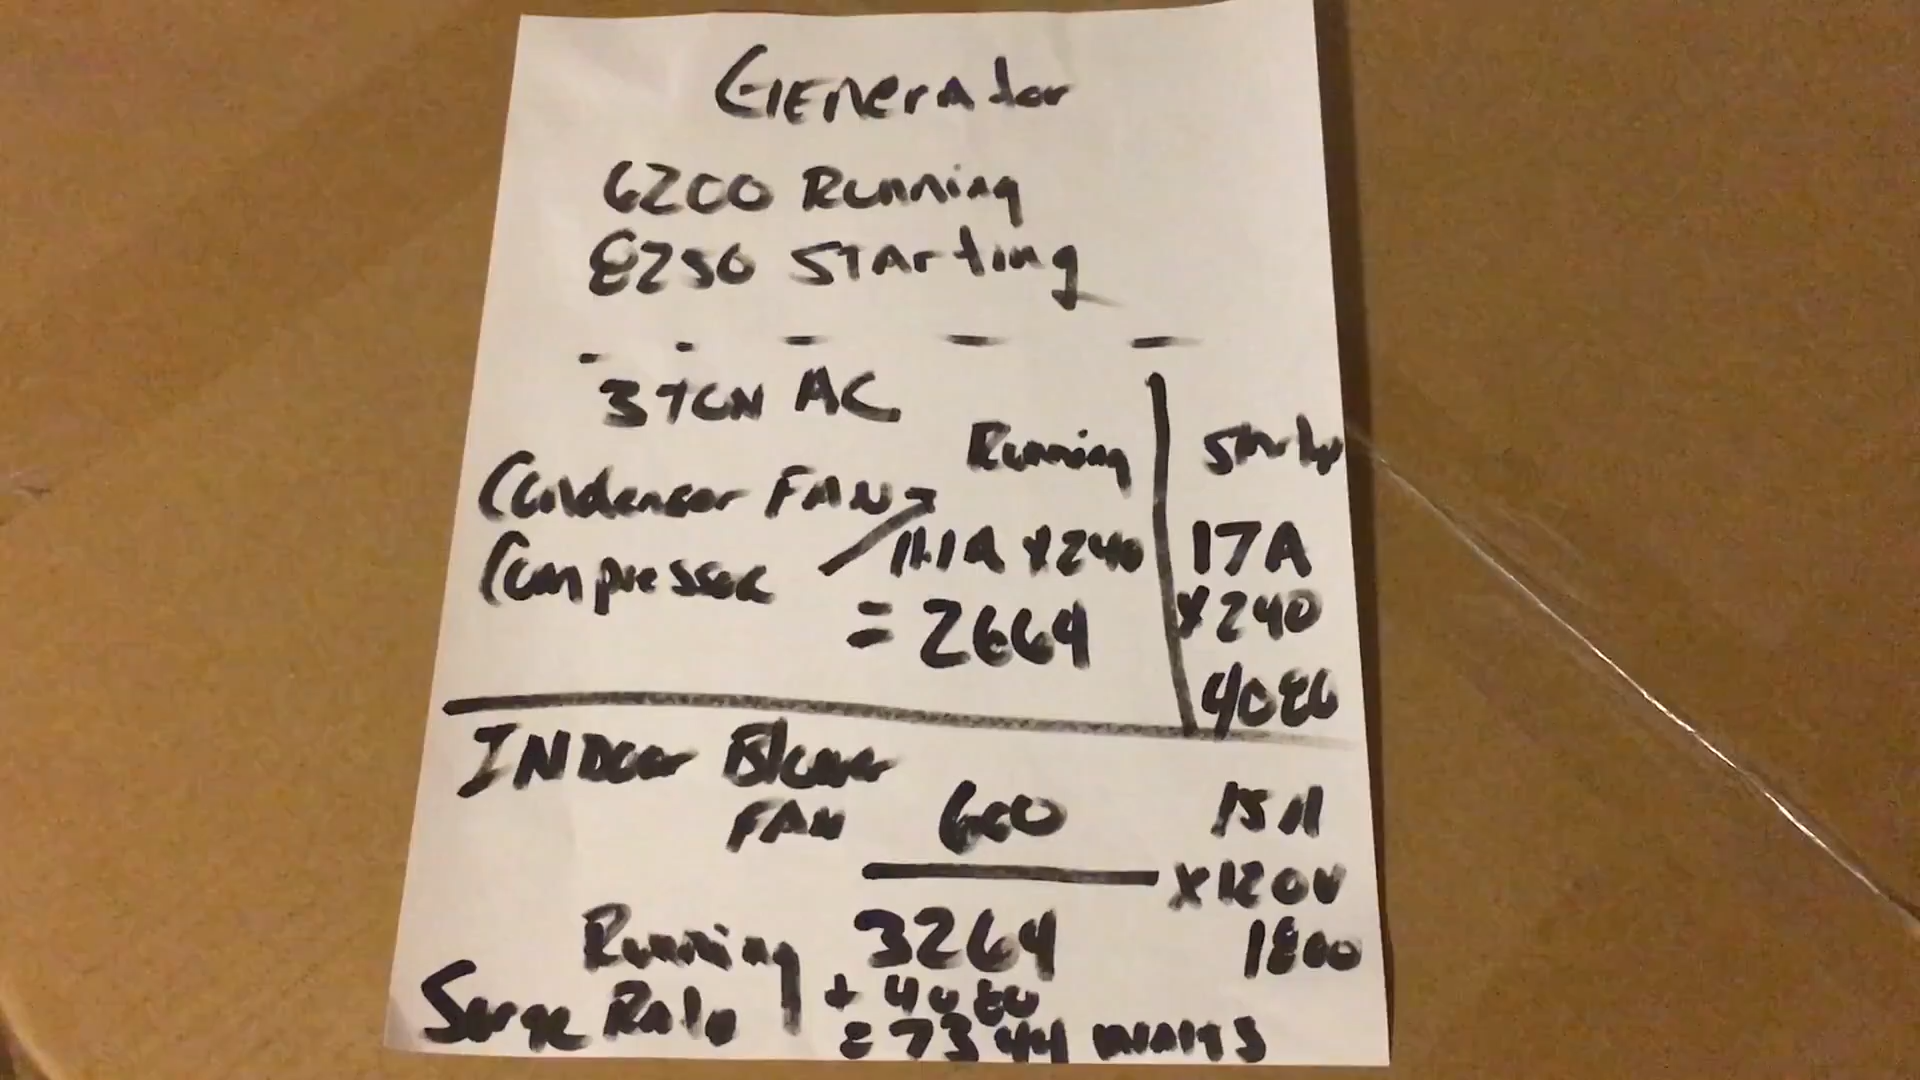 Generator
6200 Running
8250 Starting
3 TON AC
Running
Startup
Condensor FAN
Compressor
11.1A x 240
= 2664
17A
x 240
4080
INDoor Blower
FAN
600
15A
x 120V
1800
Running 3264
Surge Rate + 4080
= 7344 watts